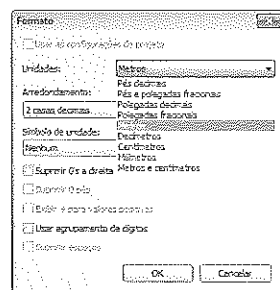 Formato
Usar as configurações do projeto
Unidades:
Metros
Pés decimais
Pés e polegadas fracionais
Arredondamento:
Polegadas decimais
Polegadas fracionais
2 casas decimais
Decímetros
Símbolo de unidade:
Centímetros
Nenhum
Milímetros
Suprimir 0s à direita
Metros e centímetros
Suprimir 0 pés
Exibir + para valores positivos
Usar agrupamento de dígitos
Suprimir espaços
OK
Cancelar